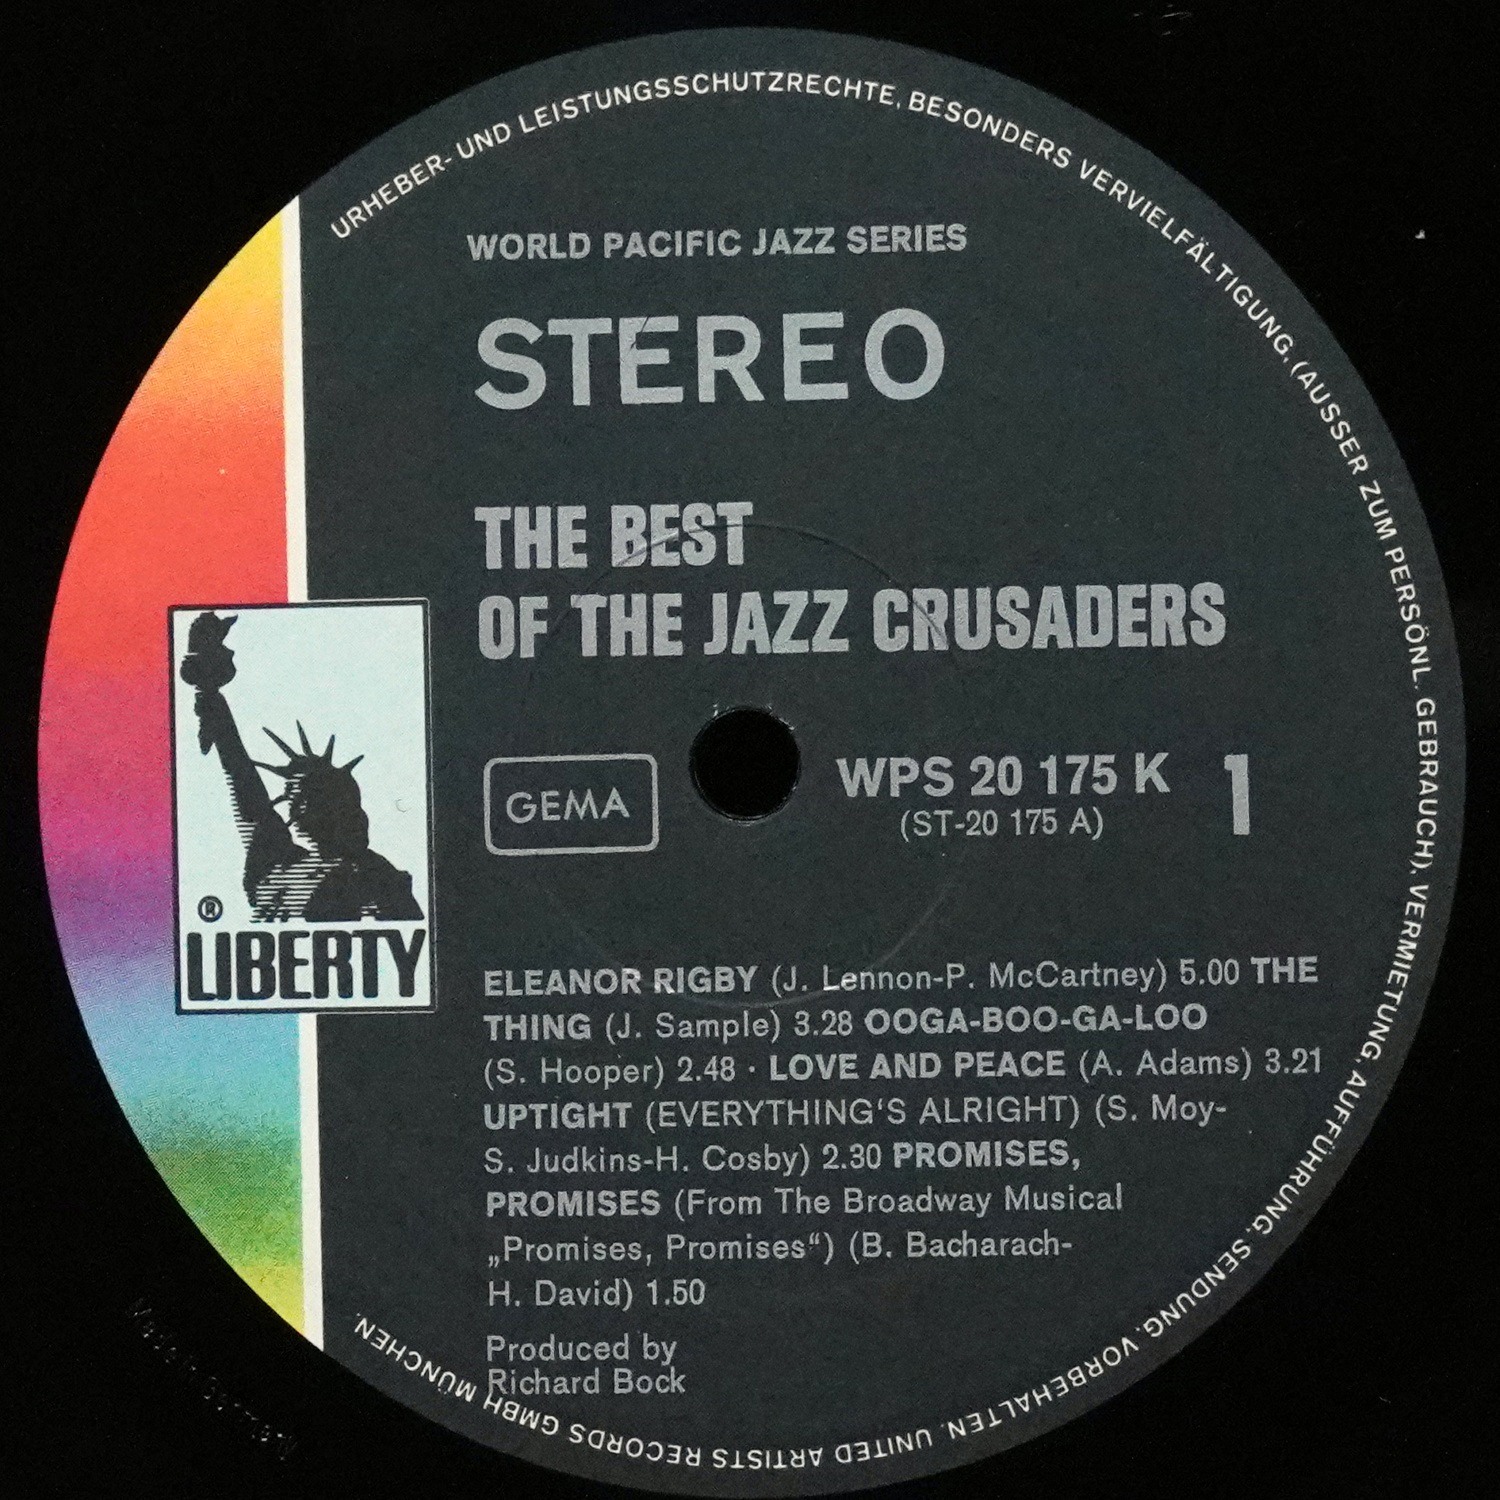 URHEBER- UND LEISTUNGSSCHUTZRECHTE, BESONDERS VERVIELFÄLTIGUNG, (AUSSER ZUM PERSÖNL. GEBRAUCH), VERMIETUNG, AUFFÜHRUNG, SENDUNG, VORBEHALTEN. UNITED ARTISTS RECORDS GMBH MÜNCHEN.
WORLD PACIFIC JAZZ SERIES
STEREO
THE BEST
OF THE JAZZ CRUSADERS
GEMA
WPS 20 175 K 1
(ST-20 175 A)
®
LIBERTY
ELEANOR RIGBY (J. Lennon-P. McCartney) 5.00 THE
THING (J. Sample) 3.28 OOGA-BOO-GA-LOO
(S. Hooper) 2.48 · LOVE AND PEACE (A. Adams) 3.21
UPTIGHT (EVERYTHING‘S ALRIGHT) (S. Moy-
S. Judkins-H. Cosby) 2.30 PROMISES,
PROMISES (From The Broadway Musical
„Promises, Promises“) (B. Bacharach-
H. David) 1.50
Produced by
Richard Bock